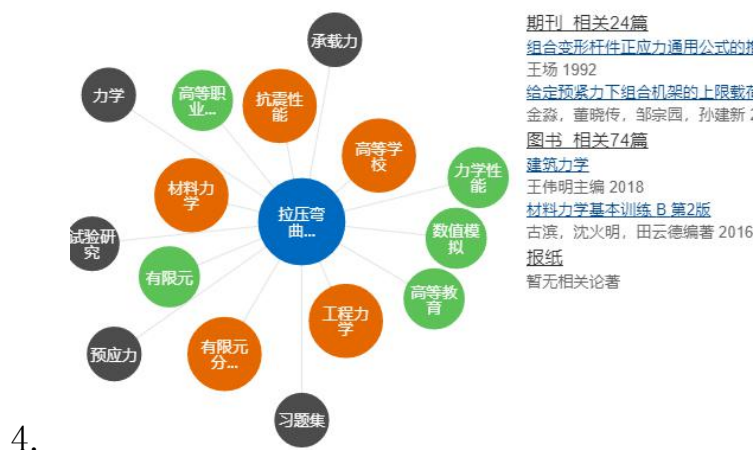 承载力
力学
高等职
业...
抗震性
能
高等学
校
力学性
能
材料力
学
拉压弯
曲...
数值模
拟
试验研
究
有限元
高等教
育
工程力
学
预应力
有限元
分...
习题集
4.
期刊 相关24篇
组合变形杆件正应力通用公式的推
王场 1992
给定预紧力下组合机架的上限载荷
金淼，董晓传，邹宗园，孙建新 2
图书 相关74篇
建筑力学
王伟明主编 2018
材料力学基本训练 B 第2版
古滨，沈火明，田云德编著 2016
报纸
暂无相关论著